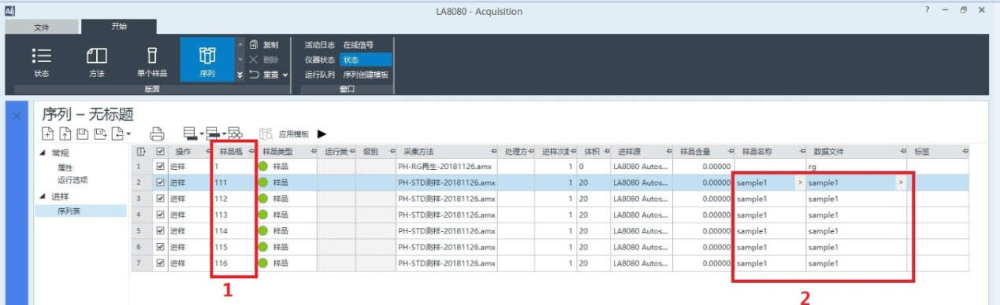 LA8080 - Acquisition
文件 开始
复制 活动日志 在线信号
删除 仪器状态 状态
状态 方法 单个样品 序列 重置 运行队列 序列创建模板
版面 窗口
序列 – 无标题
应用模板
常规
属性
运行选项
进样
序列表
操作 样品瓶 样品类型 运行类 级别 采集方法 处理方 进样次数 体积 进样源 样品含量 样品名称 数据文件 标签
1 进样 1 样品 PH-RG再生-20181126.amx 1 0 LA8080 Autos... 0.00000 rg
2 进样 111 样品 PH-STD测样-20181126.amx 1 20 LA8080 Autos... 0.00000 sample1 > sample1 >
3 进样 112 样品 PH-STD测样-20181126.amx 1 20 LA8080 Autos... 0.00000 sample1 sample1
4 进样 113 样品 PH-STD测样-20181126.amx 1 20 LA8080 Autos... 0.00000 sample1 sample1
5 进样 114 样品 PH-STD测样-20181126.amx 1 20 LA8080 Autos... 0.00000 sample1 sample1
6 进样 115 样品 PH-STD测样-20181126.amx 1 20 LA8080 Autos... 0.00000 sample1 sample1
7 进样 116 样品 PH-STD测样-20181126.amx 1 20 LA8080 Autos... 0.00000 sample1 sample1
1
2